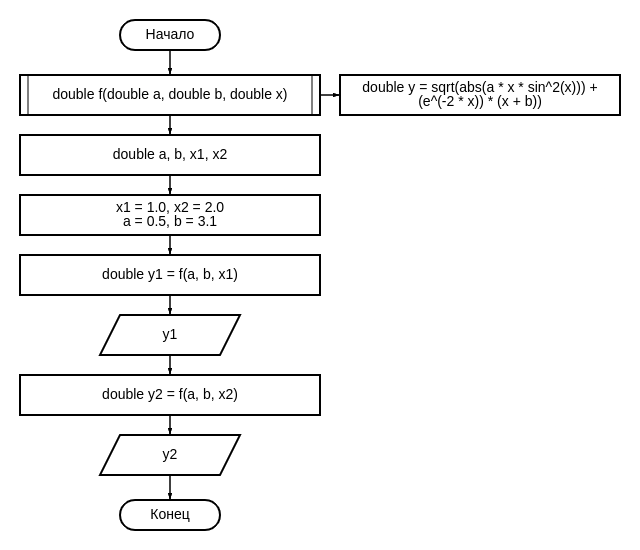 Начало
double f(double a, double b, double x)
double y = sqrt(abs(a * x * sin^2(x))) +
(e^(-2 * x)) * (x + b))
double a, b, x1, x2
x1 = 1.0, x2 = 2.0
a = 0.5, b = 3.1
double y1 = f(a, b, x1)
y1
double y2 = f(a, b, x2)
y2
Конец